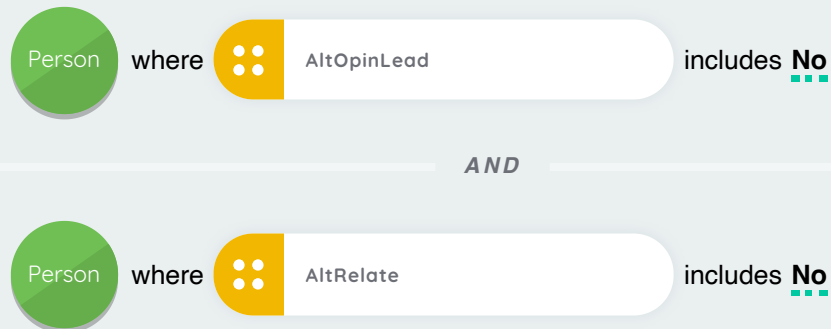 Person where AltOpinLead includes No
AND
Person where AltRelate includes No